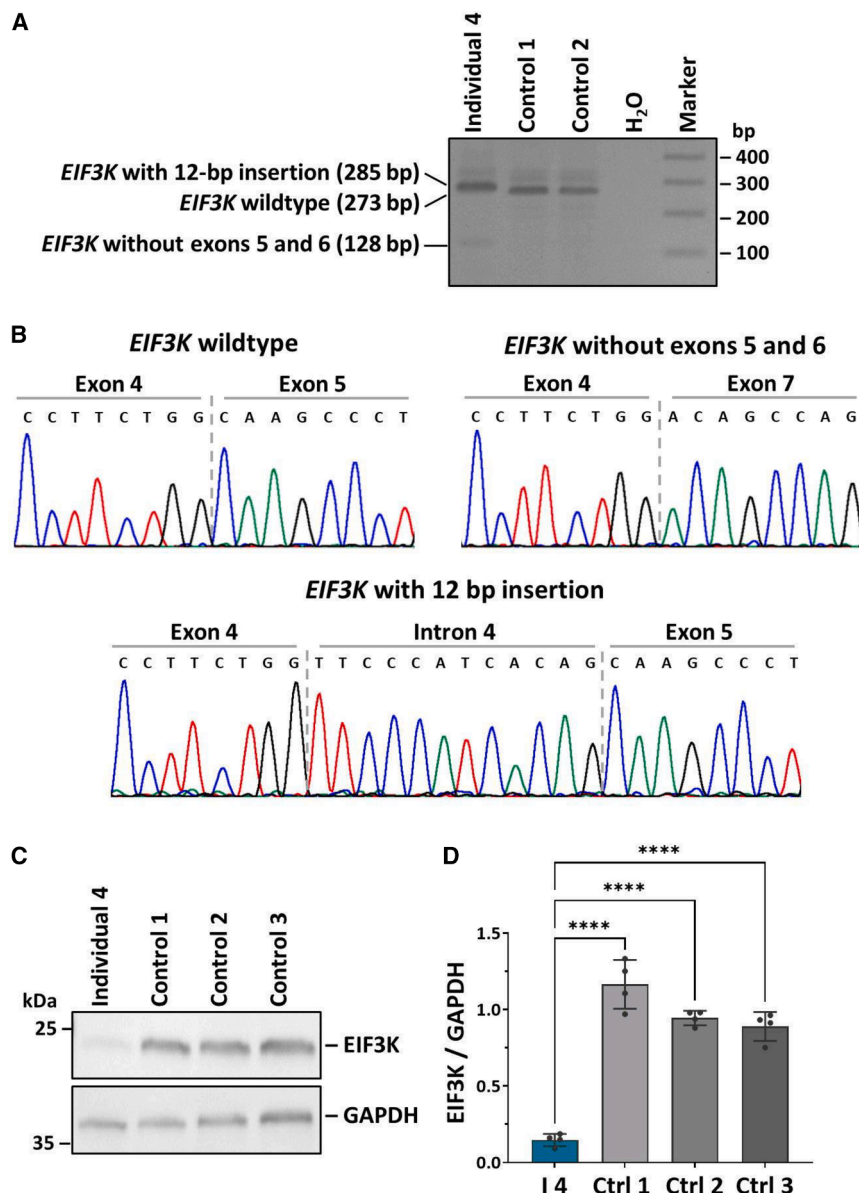 A
Individual 4
Control 1
Control 2
H₂O
Marker
bp
EIF3K with 12-bp insertion (285 bp)
EIF3K wildtype (273 bp)
EIF3K without exons 5 and 6 (128 bp)
– 400
– 300
– 200
– 100
B
EIF3K wildtype
Exon 4 Exon 5
C C T T C T G G C A A G C C C T
EIF3K without exons 5 and 6
Exon 4 Exon 7
C C T T C T G G A C A G C C A G
EIF3K with 12 bp insertion
Exon 4 Intron 4 Exon 5
C C T T C T G G T T C C C A T C A C A G C A A G C C C T
C
Individual 4
Control 1
Control 2
Control 3
kDa
25 –
– EIF3K
– GAPDH
35 –
D
****
****
****
EIF3K / GAPDH
1.5
1.0
0.5
0.0
I 4 Ctrl 1 Ctrl 2 Ctrl 3